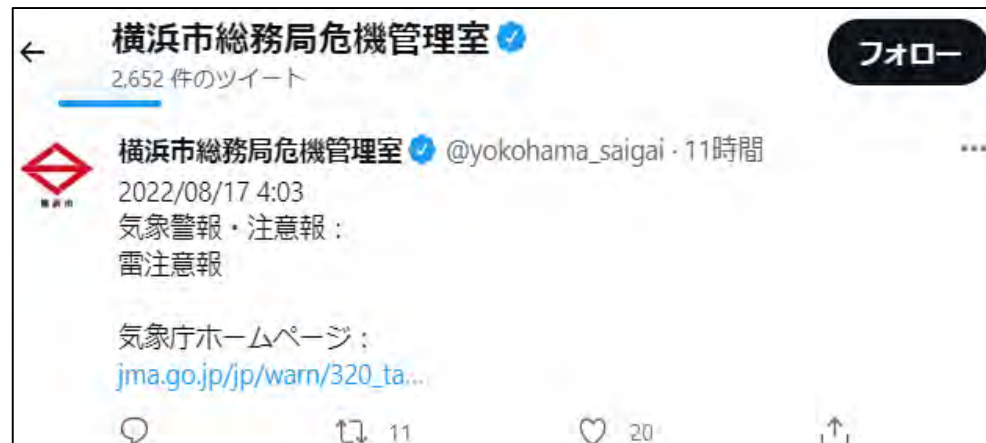 横浜市総務局危機管理室
フォロー
2,652 件のツイート
横浜市総務局危機管理室 @yokohama_saigai · 11時間
2022/08/17 4:03
気象警報・注意報：
雷注意報
気象庁ホームページ：
jma.go.jp/jp/warn/320_ta...
11 20
横浜市